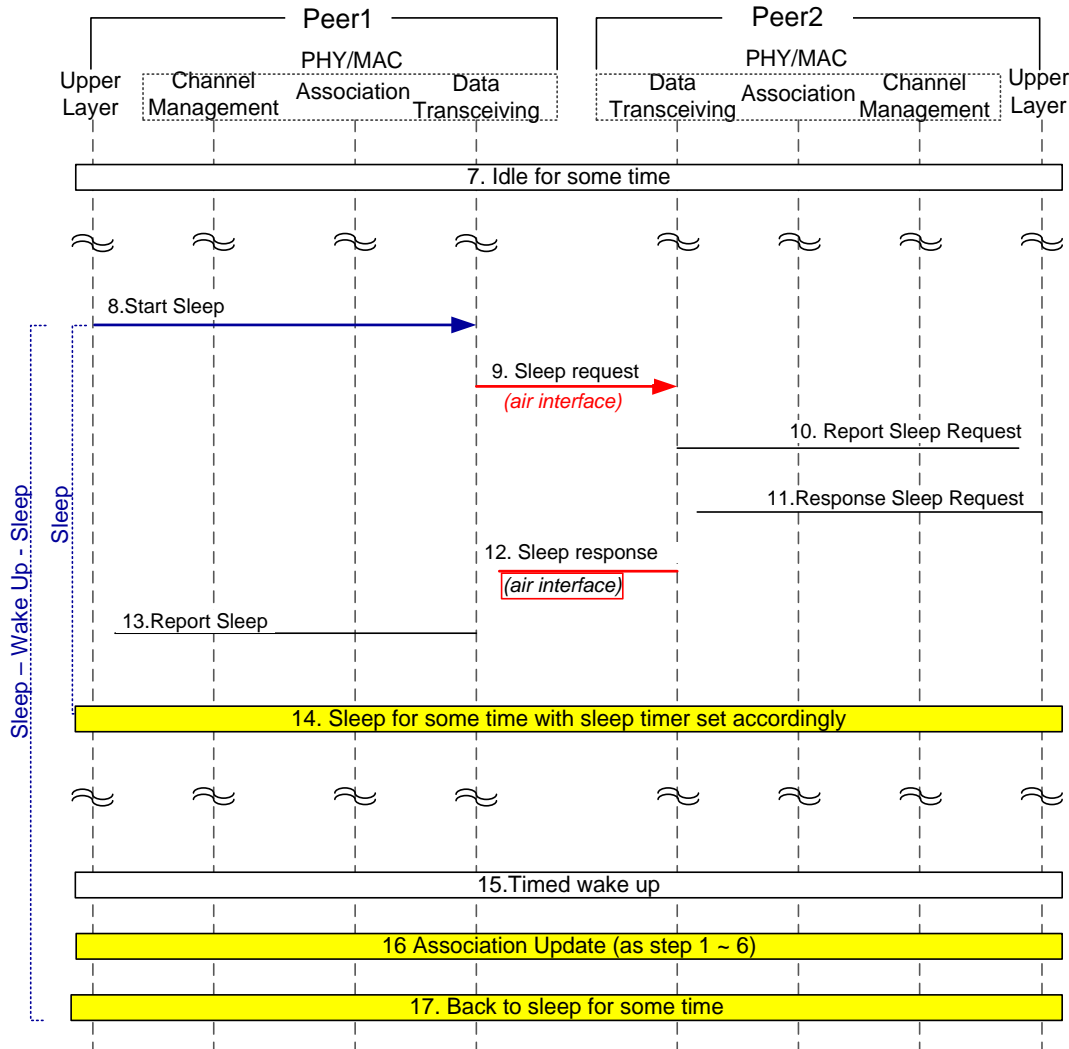 Peer1
Peer2
PHY/MAC
PHY/MAC
Upper
Layer
Channel
Management
Association
Data
Transceiving
Data
Transceiving
Association
Channel
Management
Upper
Layer
7. Idle for some time
8.Start Sleep
9. Sleep request
(air interface)
10. Report Sleep Request
11.Response Sleep Request
12. Sleep response
(air interface)
13.Report Sleep
Sleep
Sleep – Wake Up - Sleep
14. Sleep for some time with sleep timer set accordingly
15.Timed wake up
16 Association Update (as step 1 ~ 6)
17. Back to sleep for some time